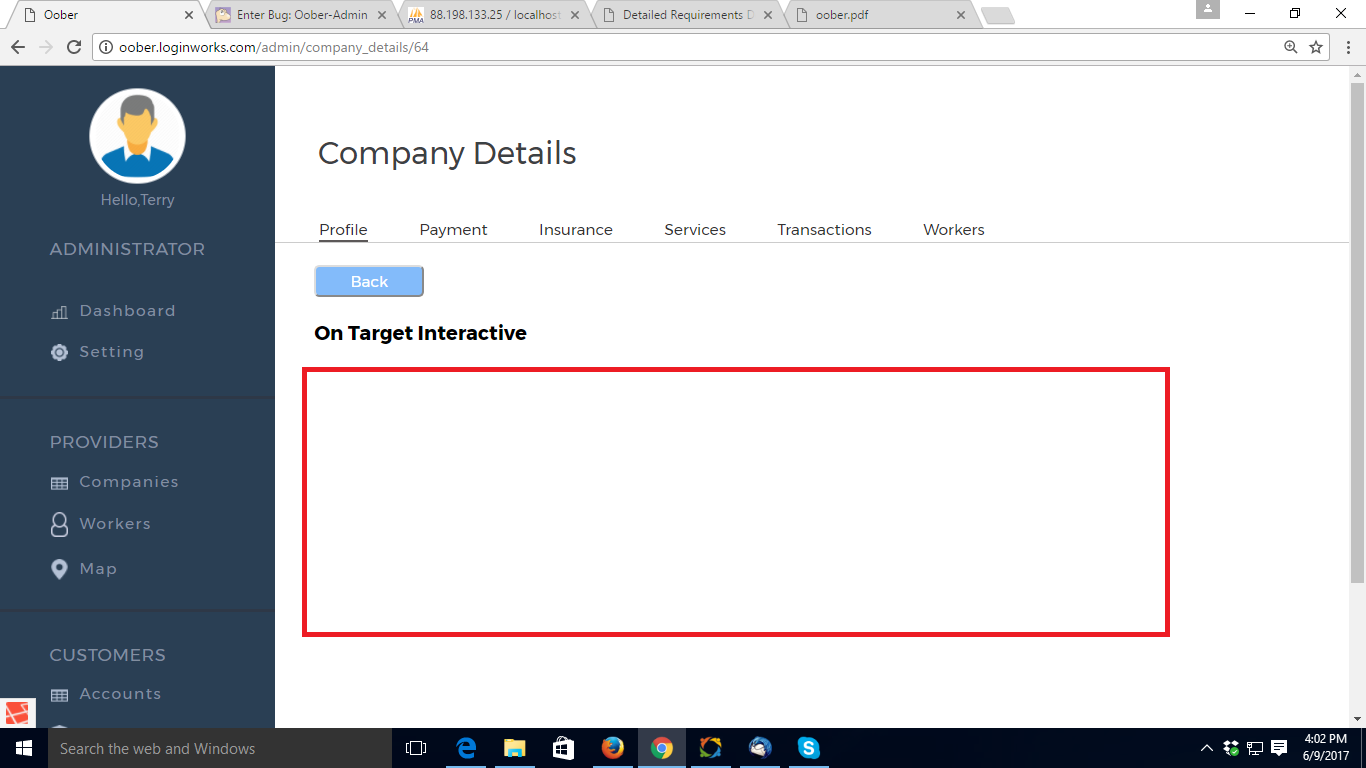 Oober
Enter Bug: Oober-Admin
88.198.133.25 / localhost
Detailed Requirements D
oober.pdf
oober.loginworks.com/admin/company_details/64
Hello,Terry
ADMINISTRATOR
Dashboard
Setting
PROVIDERS
Companies
Workers
Map
CUSTOMERS
Accounts
Company Details
Profile Payment Insurance Services Transactions Workers
Back
On Target Interactive
Search the web and Windows
4:02 PM
6/9/2017